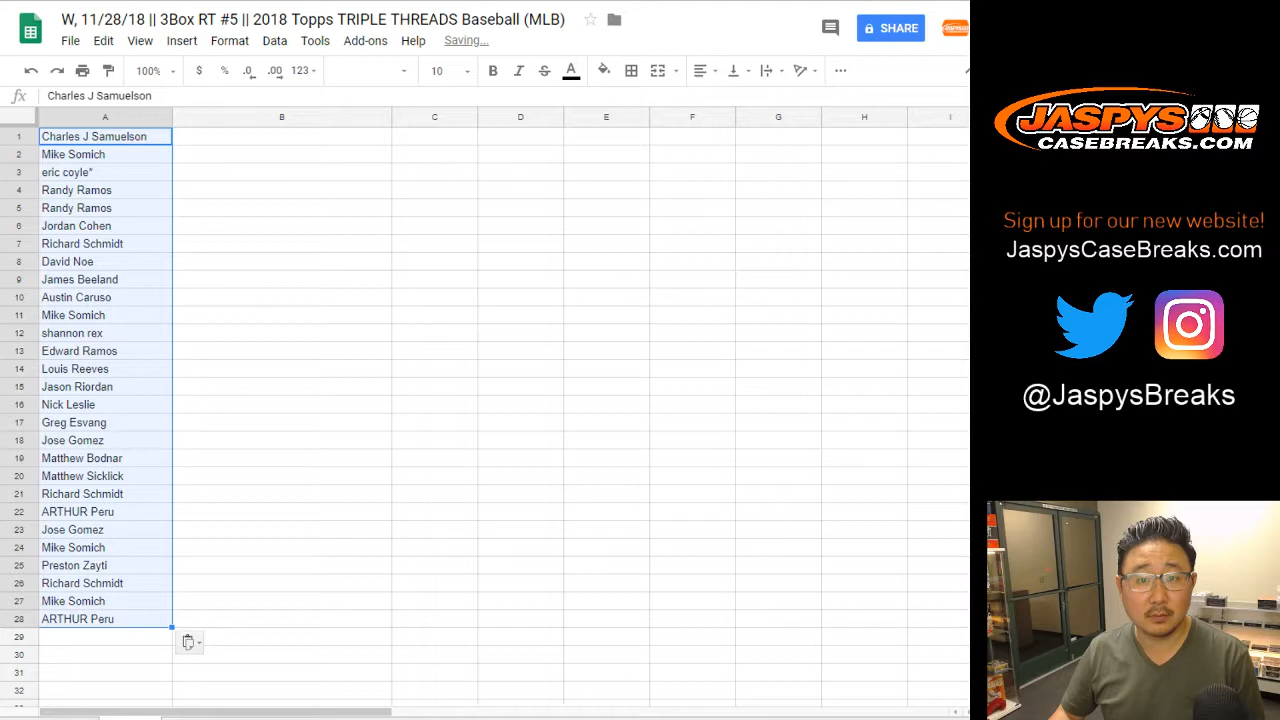 W, 11/28/18 || 3Box RT #5 || 2018 Topps TRIPLE THREADS Baseball (MLB)
File Edit View Insert Format Data Tools Add-ons Help Saving...
SHARE
100% $ % .0 .00 123 10 B I S A
fx Charles J Samuelson
A B C D E F G H I
1 Charles J Samuelson
2 Mike Somich
3 eric coyle"
4 Randy Ramos
5 Randy Ramos
6 Jordan Cohen
7 Richard Schmidt
8 David Noe
9 James Beeland
10 Austin Caruso
11 Mike Somich
12 shannon rex
13 Edward Ramos
14 Louis Reeves
15 Jason Riordan
16 Nick Leslie
17 Greg Esvang
18 Jose Gomez
19 Matthew Bodnar
20 Matthew Sicklick
21 Richard Schmidt
22 ARTHUR Peru
23 Jose Gomez
24 Mike Somich
25 Preston Zayti
26 Richard Schmidt
27 Mike Somich
28 ARTHUR Peru
29
30
31
32
JASPYS
CASEBREAKS.COM
Sign up for our new website!
JaspysCaseBreaks.com
@JaspysBreaks